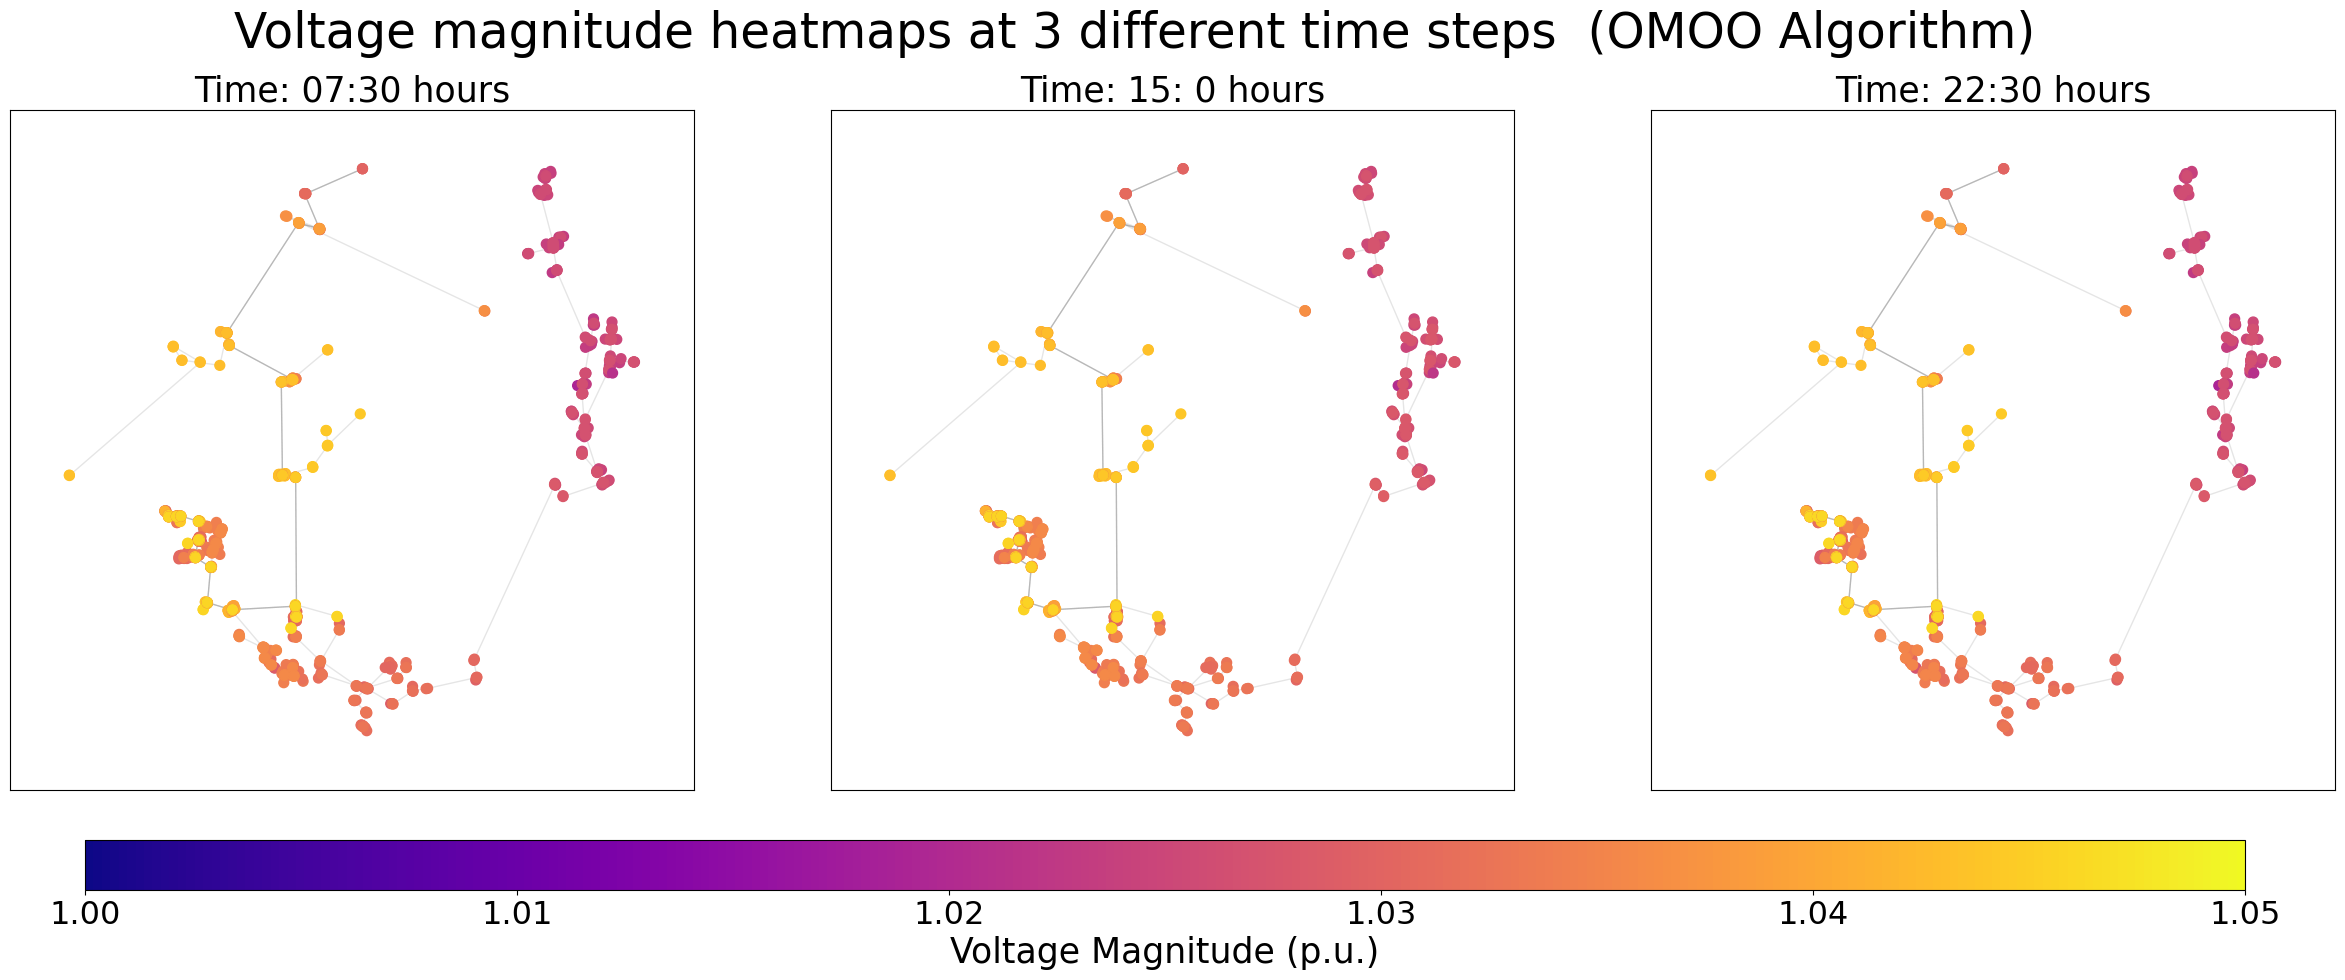 Voltage magnitude heatmaps at 3 different time steps  (OMOO Algorithm)
Time: 07:30 hours
Time: 15: 0 hours
Time: 22:30 hours
1.00 1.01 1.02 1.03 1.04 1.05
Voltage Magnitude (p.u.)